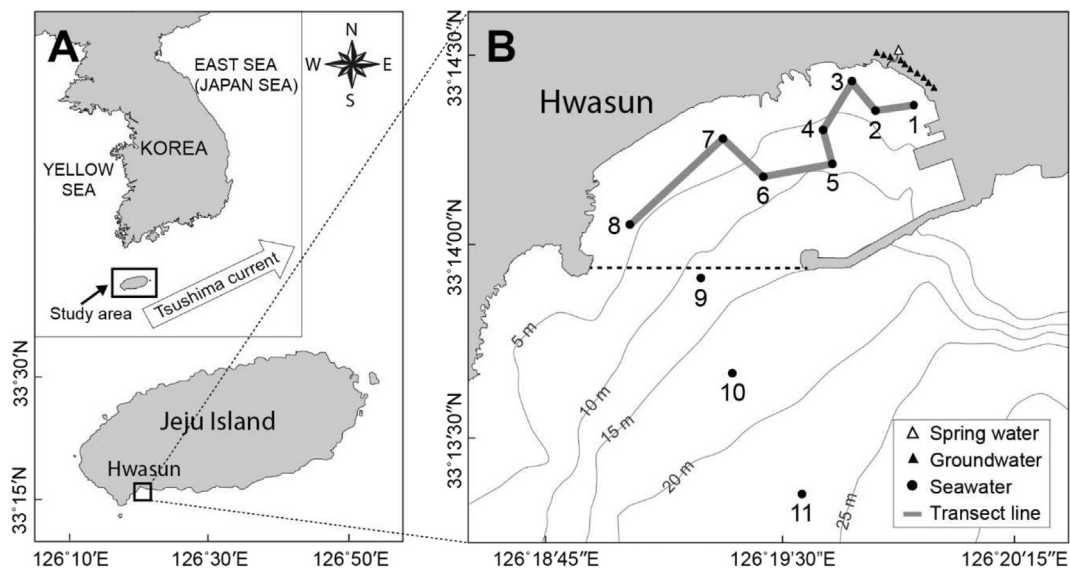 A
N
W
E
S
EAST SEA
(JAPAN SEA)
KOREA
YELLOW
SEA
Tsushima current
Study area
33°30′N
33°15′N
Jeju Island
Hwasun
126°10′E
126°30′E
126°50′E
B
33°14′30″N
33°14′00″N
33°13′30″N
Hwasun
3
1
2
4
7
5
6
8
9
10
11
5 m
10 m
15 m
20 m
25 m
Spring water
Groundwater
Seawater
Transect line
126°18′45″E
126°19′30″E
126°20′15″E